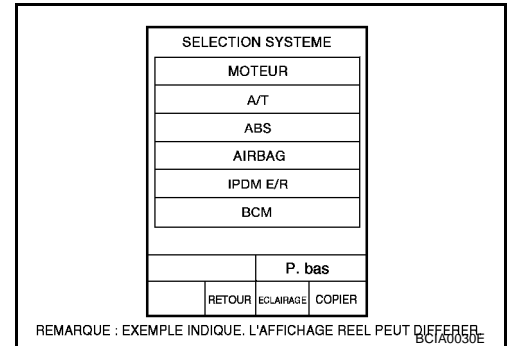 SELECTION SYSTEME
MOTEUR
A/T
ABS
AIRBAG
IPDM E/R
BCM
P. bas
RETOUR ECLAIRAGE COPIER
REMARQUE : EXEMPLE INDIQUE. L'AFFICHAGE REEL PEUT DIFFERER.
BCIA0030E